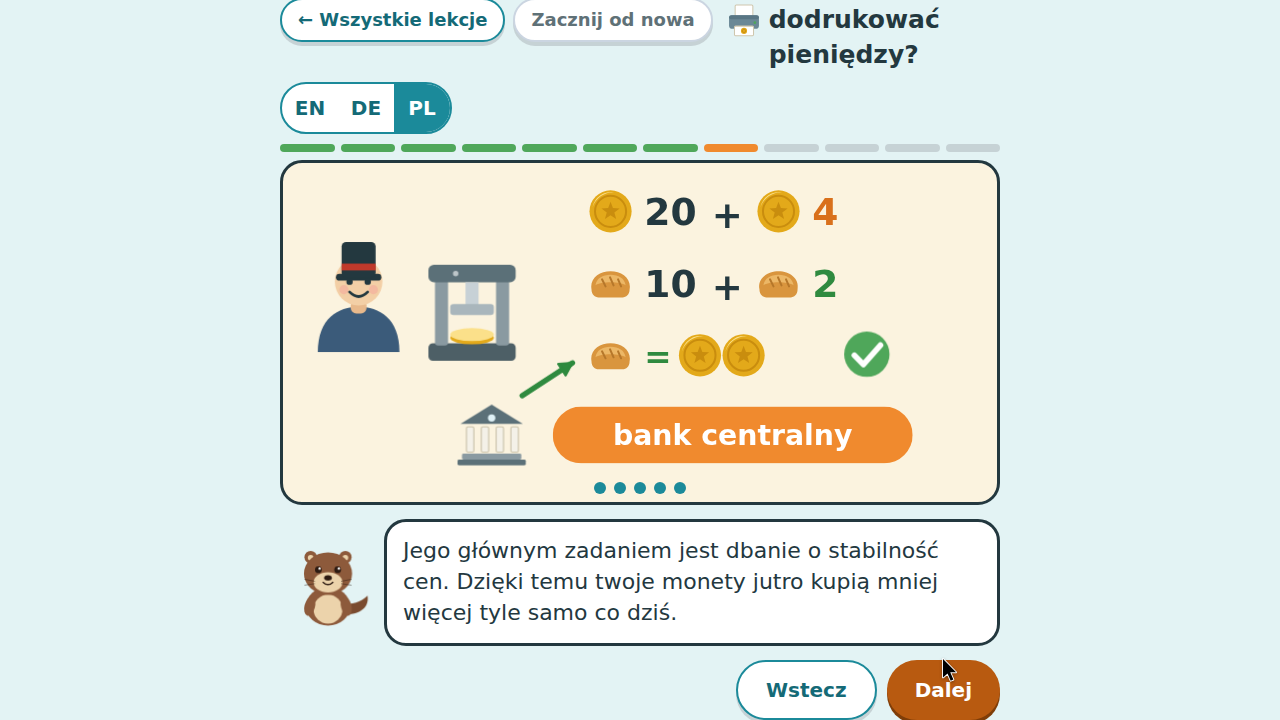 ← Wszystkie lekcje
Zacznij od nowa
dodrukować
pieniędzy?
EN DE PL
20 + 4
10 + 2
=
bank centralny
Jego głównym zadaniem jest dbanie o stabilność
cen. Dzięki temu twoje monety jutro kupią mniej
więcej tyle samo co dziś.
Wstecz
Dalej